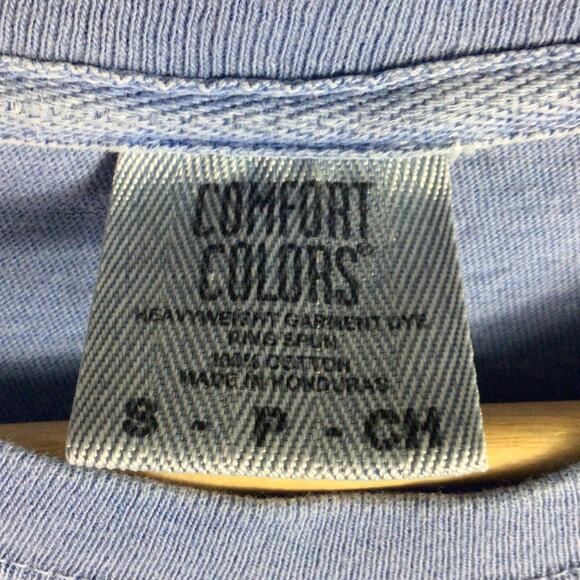 COMFORT
COLORS®
HEAVYWEIGHT GARMENT DYE
RING SPUN
100% COTTON
MADE IN HONDURAS
S - P - CH